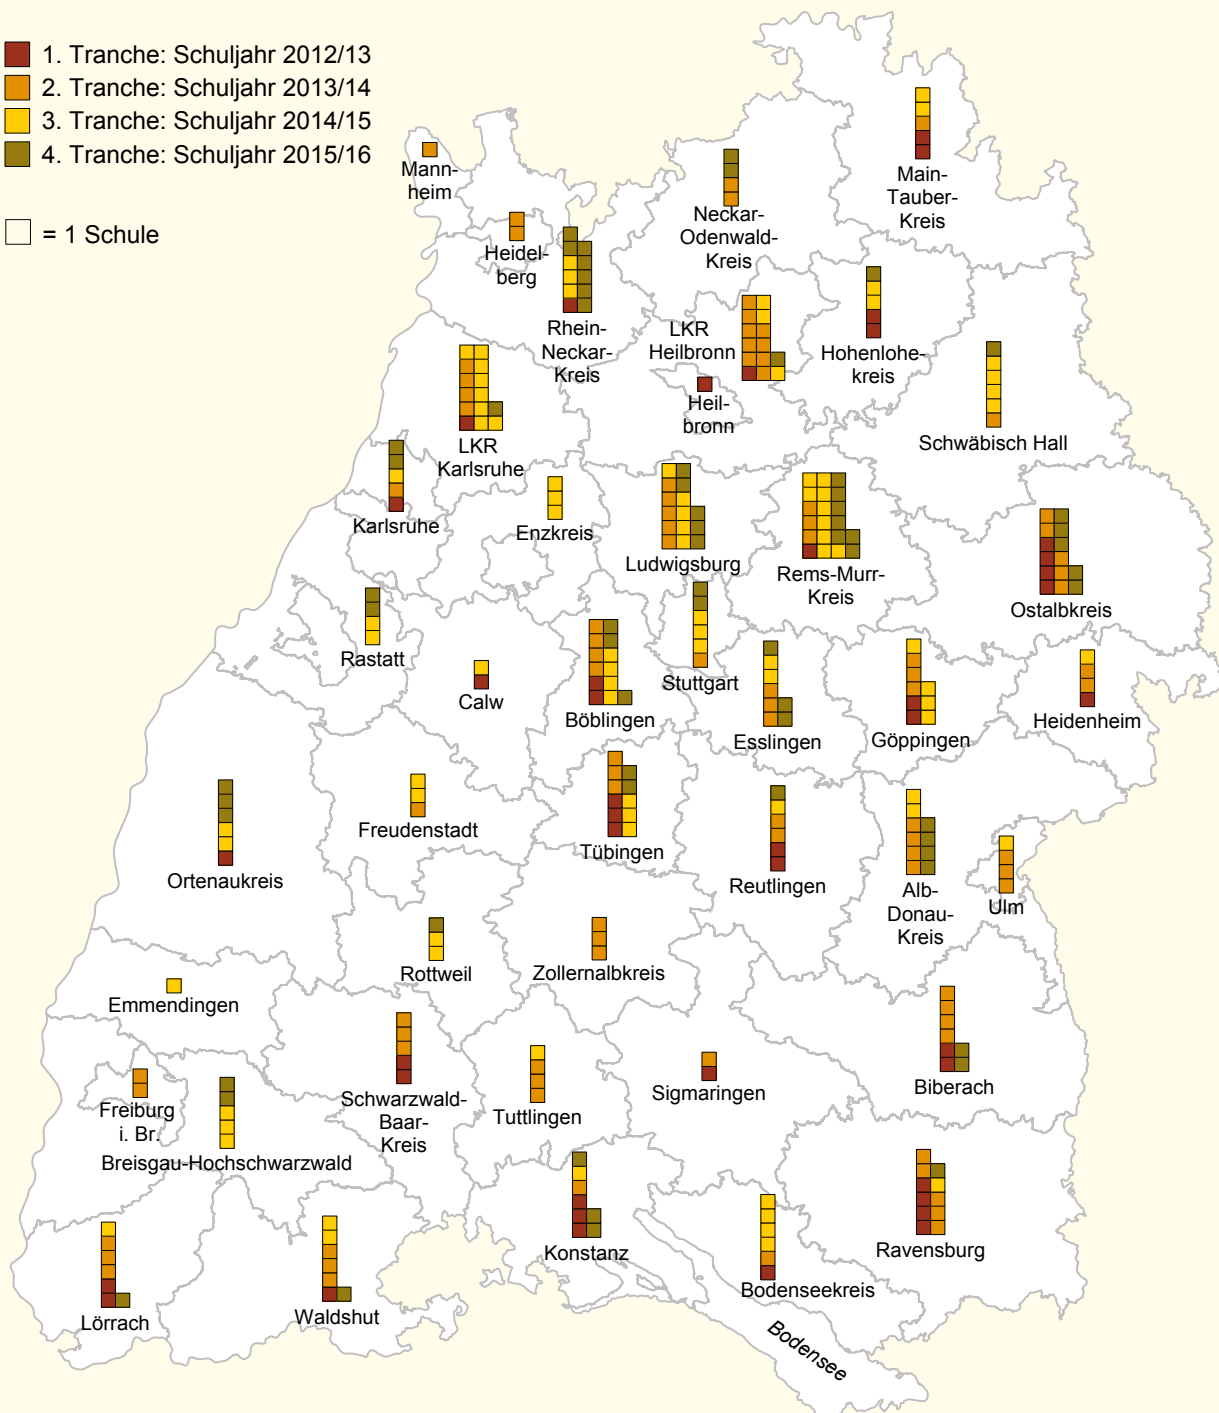 1. Tranche: Schuljahr 2012/13
2. Tranche: Schuljahr 2013/14
3. Tranche: Schuljahr 2014/15
4. Tranche: Schuljahr 2015/16
= 1 Schule
Mann-
heim
Heidel-
berg
Rhein-
Neckar-
Kreis
Neckar-
Odenwald-
Kreis
Main-
Tauber-
Kreis
LKR
Heilbronn
Heil-
bronn
Hohenlohe-
kreis
Schwäbisch Hall
LKR
Karlsruhe
Karlsruhe
Enzkreis
Ludwigsburg
Rems-Murr-
Kreis
Ostalbkreis
Rastatt
Calw
Böblingen
Stuttgart
Esslingen
Göppingen
Heidenheim
Ortenaukreis
Freudenstadt
Tübingen
Reutlingen
Alb-
Donau-
Kreis
Ulm
Rottweil
Zollernalbkreis
Emmendingen
Freiburg
i. Br.
Breisgau-Hochschwarzwald
Schwarzwald-
Baar-
Kreis
Tuttlingen
Sigmaringen
Biberach
Lörrach
Waldshut
Konstanz
Bodenseekreis
Ravensburg
Bodensee